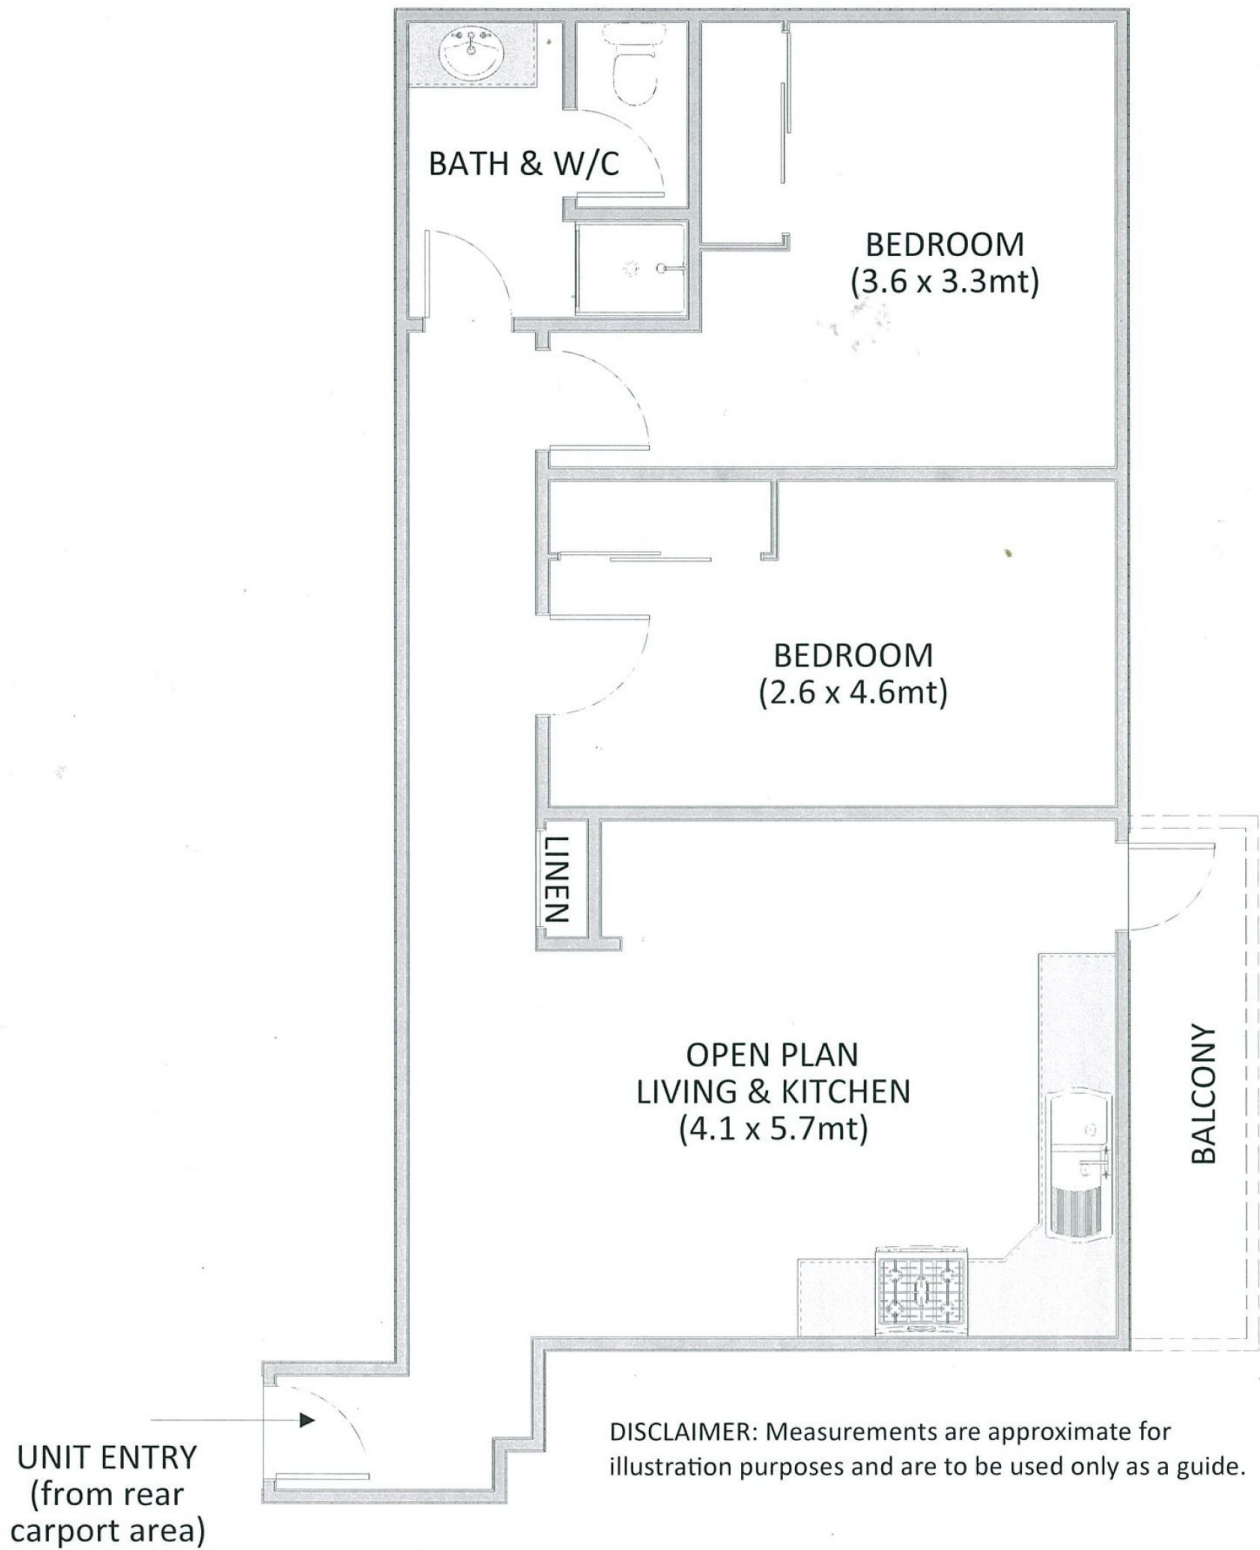 BATH & W/C
BEDROOM
(3.6 x 3.3mt)
BEDROOM
(2.6 x 4.6mt)
LINEN
OPEN PLAN
LIVING & KITCHEN
(4.1 x 5.7mt)
BALCONY
UNIT ENTRY
(from rear
carport area)
DISCLAIMER: Measurements are approximate for
illustration purposes and are to be used only as a guide.